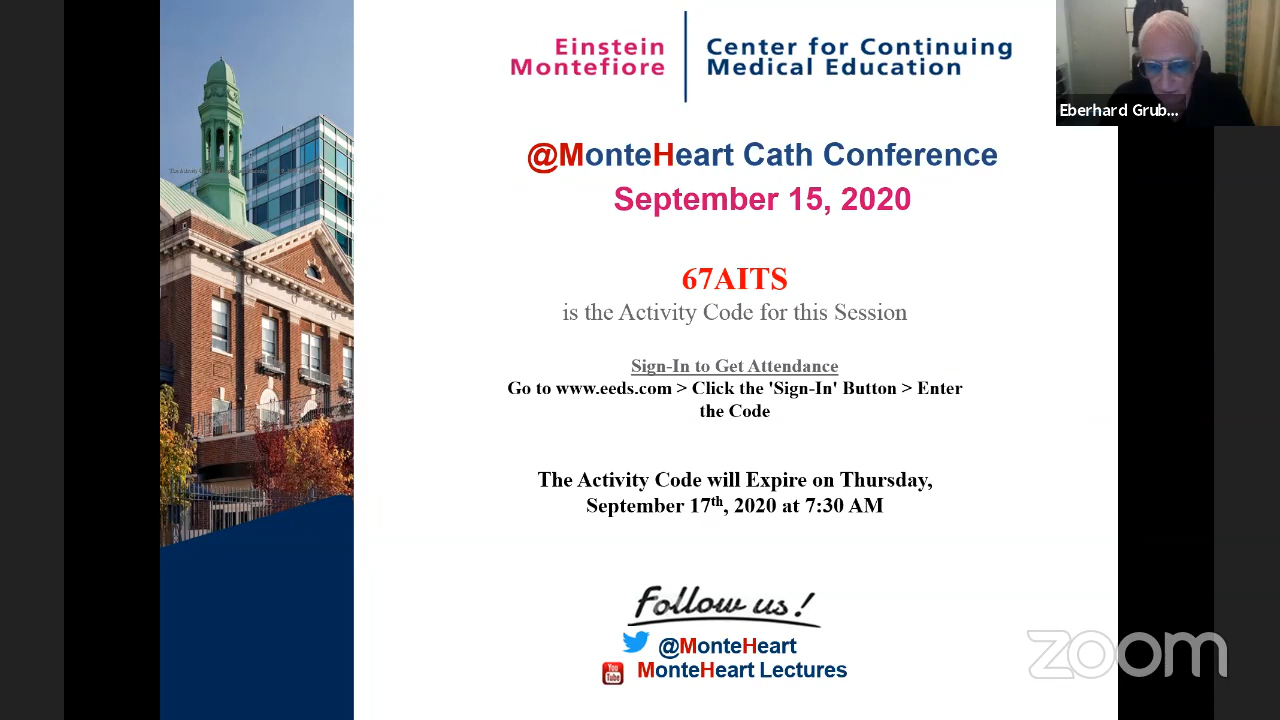 Einstein
Montefiore
Center for Continuing
Medical Education
Eberhard Grub...
@MonteHeart Cath Conference
September 15, 2020
67AITS
is the Activity Code for this Session
Sign-In to Get Attendance
Go to www.eeds.com > Click the 'Sign-In' Button > Enter
the Code
The Activity Code will Expire on Thursday,
September 17th, 2020 at 7:30 AM
Follow us!
@MonteHeart
You Tube
MonteHeart Lectures
zoom